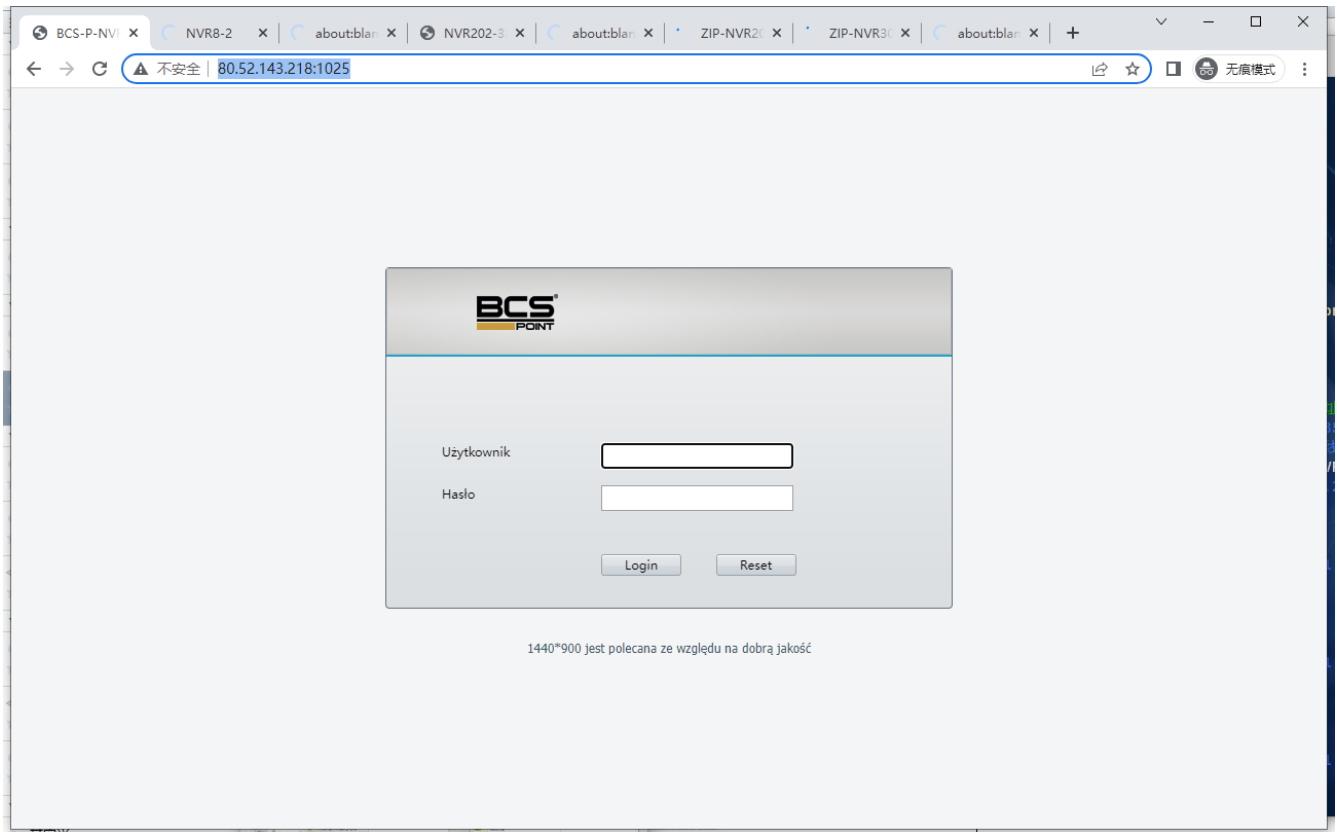 BCS-P-NV
NVR8-2
about:blan
NVR202-3
about:blan
ZIP-NVR20
ZIP-NVR30
about:blan
不安全
80.52.143.218:1025
无痕模式
BCS®
POINT
Użytkownik
Hasło
Login
Reset
1440*900 jest polecana ze względu na dobrą jakość